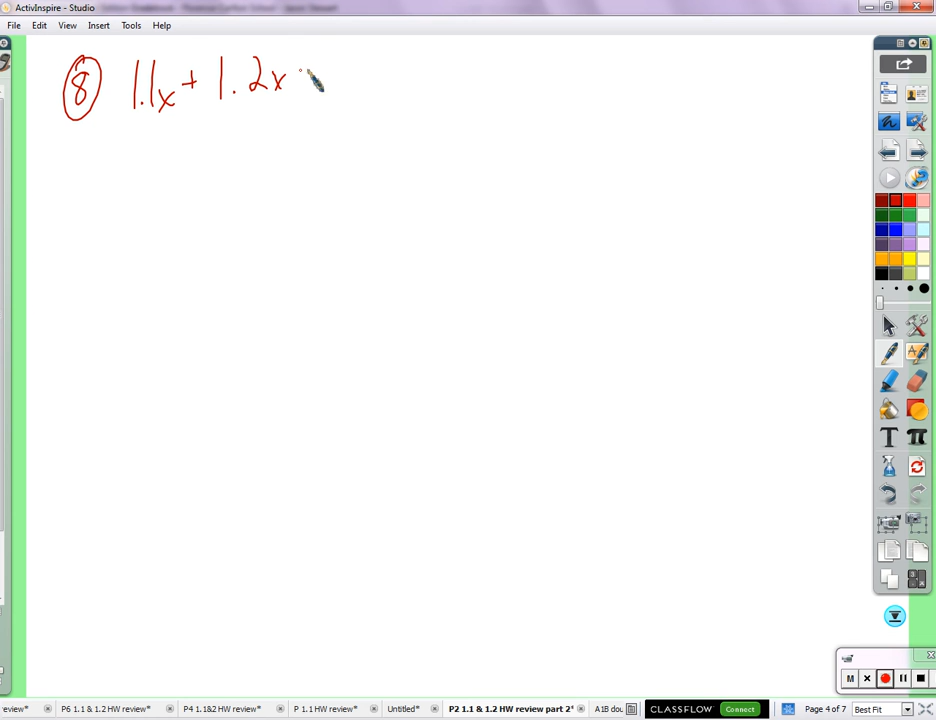 ActivInspire - Studio
File Edit View Insert Tools Help
8 1.1x + 1.2x
M
eview* P6 1.1 & 1.2 HW review* P4 1.1&2 HW review* P 1.1 HW review* Untitled* P2 1.1 & 1.2 HW review part 2* A1B doc CLASSFLOW Connect Page 4 of 7 Best Fit